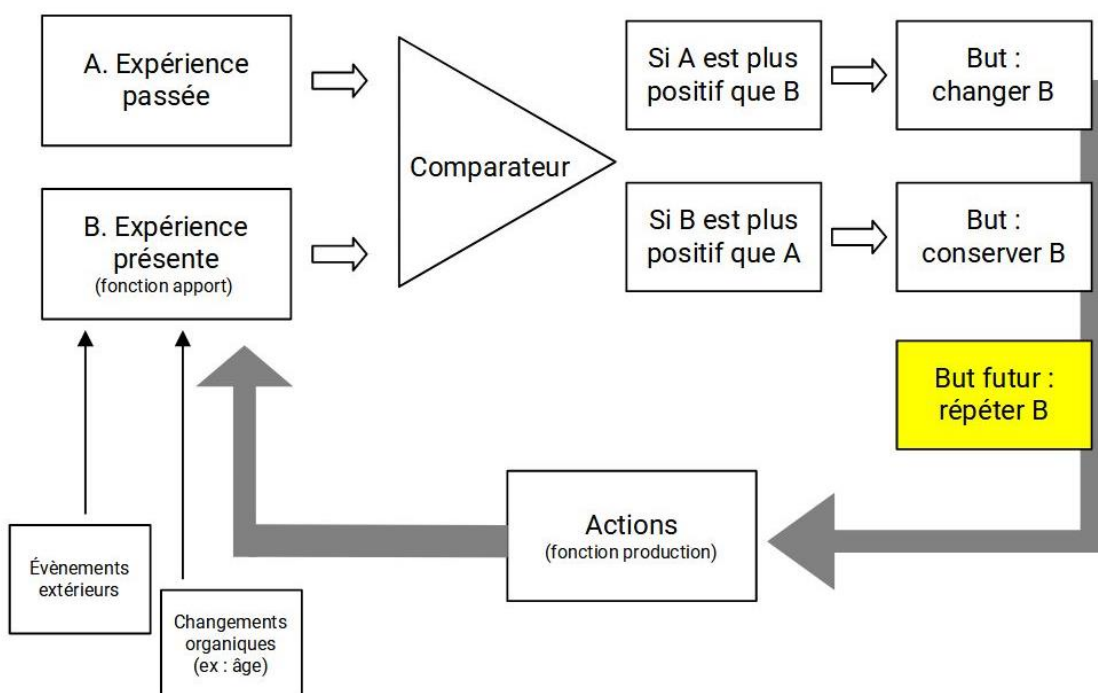 A. Expérience
passée
B. Expérience
présente
(fonction apport)
Comparateur
Si A est plus
positif que B
But :
changer B
Si B est plus
positif que A
But :
conserver B
But futur :
répéter B
Actions
(fonction production)
Évènements
extérieurs
Changements
organiques
(ex : âge)